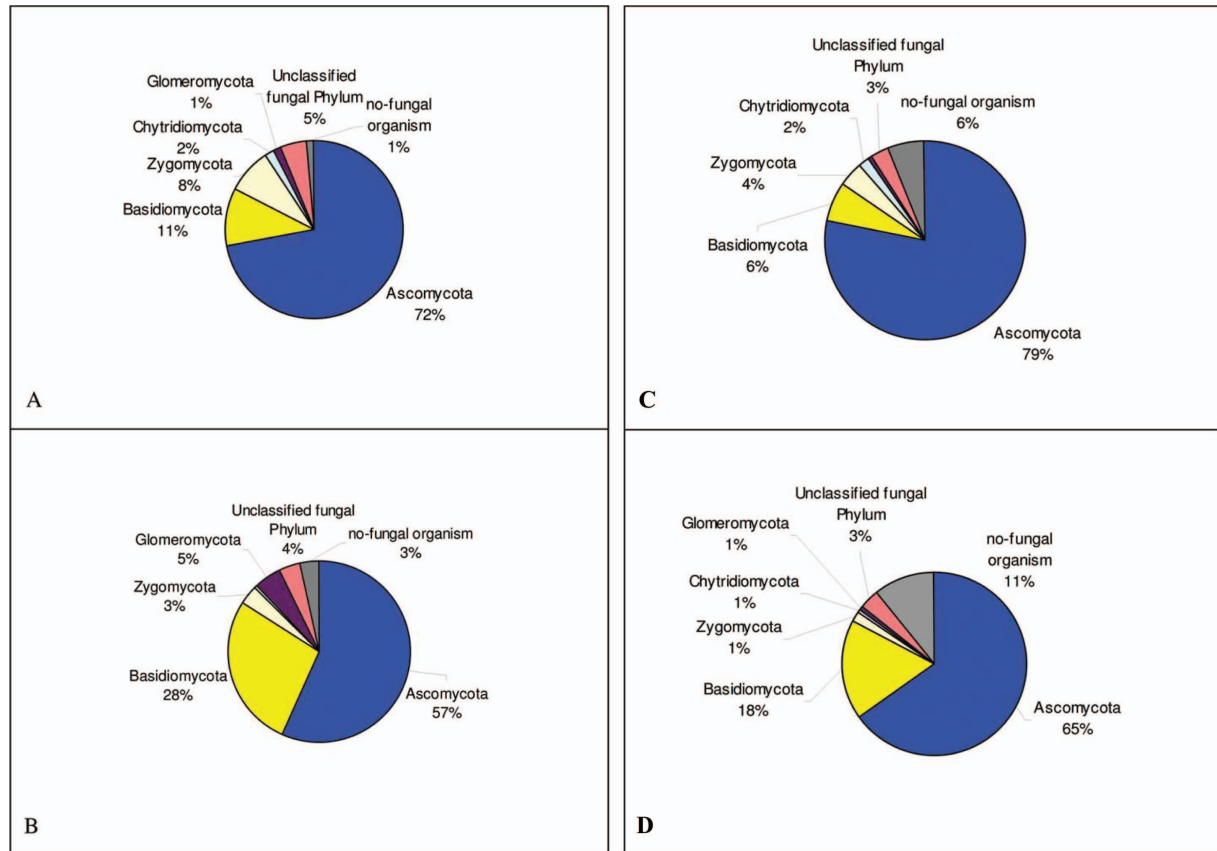 Glomeromycota
1%
Unclassified
fungal Phylum
5%
no-fungal
organism
1%
Chytridiomycota
2%
Zygomycota
8%
Basidiomycota
11%
Ascomycota
72%
A
Unclassified fungal
Phylum
4%
no-fungal organism
3%
Glomeromycota
5%
Zygomycota
3%
Basidiomycota
28%
Ascomycota
57%
B
Unclassified fungal
Phylum
3%
no-fungal organism
6%
Chytridiomycota
2%
Zygomycota
4%
Basidiomycota
6%
Ascomycota
79%
C
Unclassified fungal
Phylum
3%
no-fungal
organism
11%
Glomeromycota
1%
Chytridiomycota
1%
Zygomycota
1%
Basidiomycota
18%
Ascomycota
65%
D